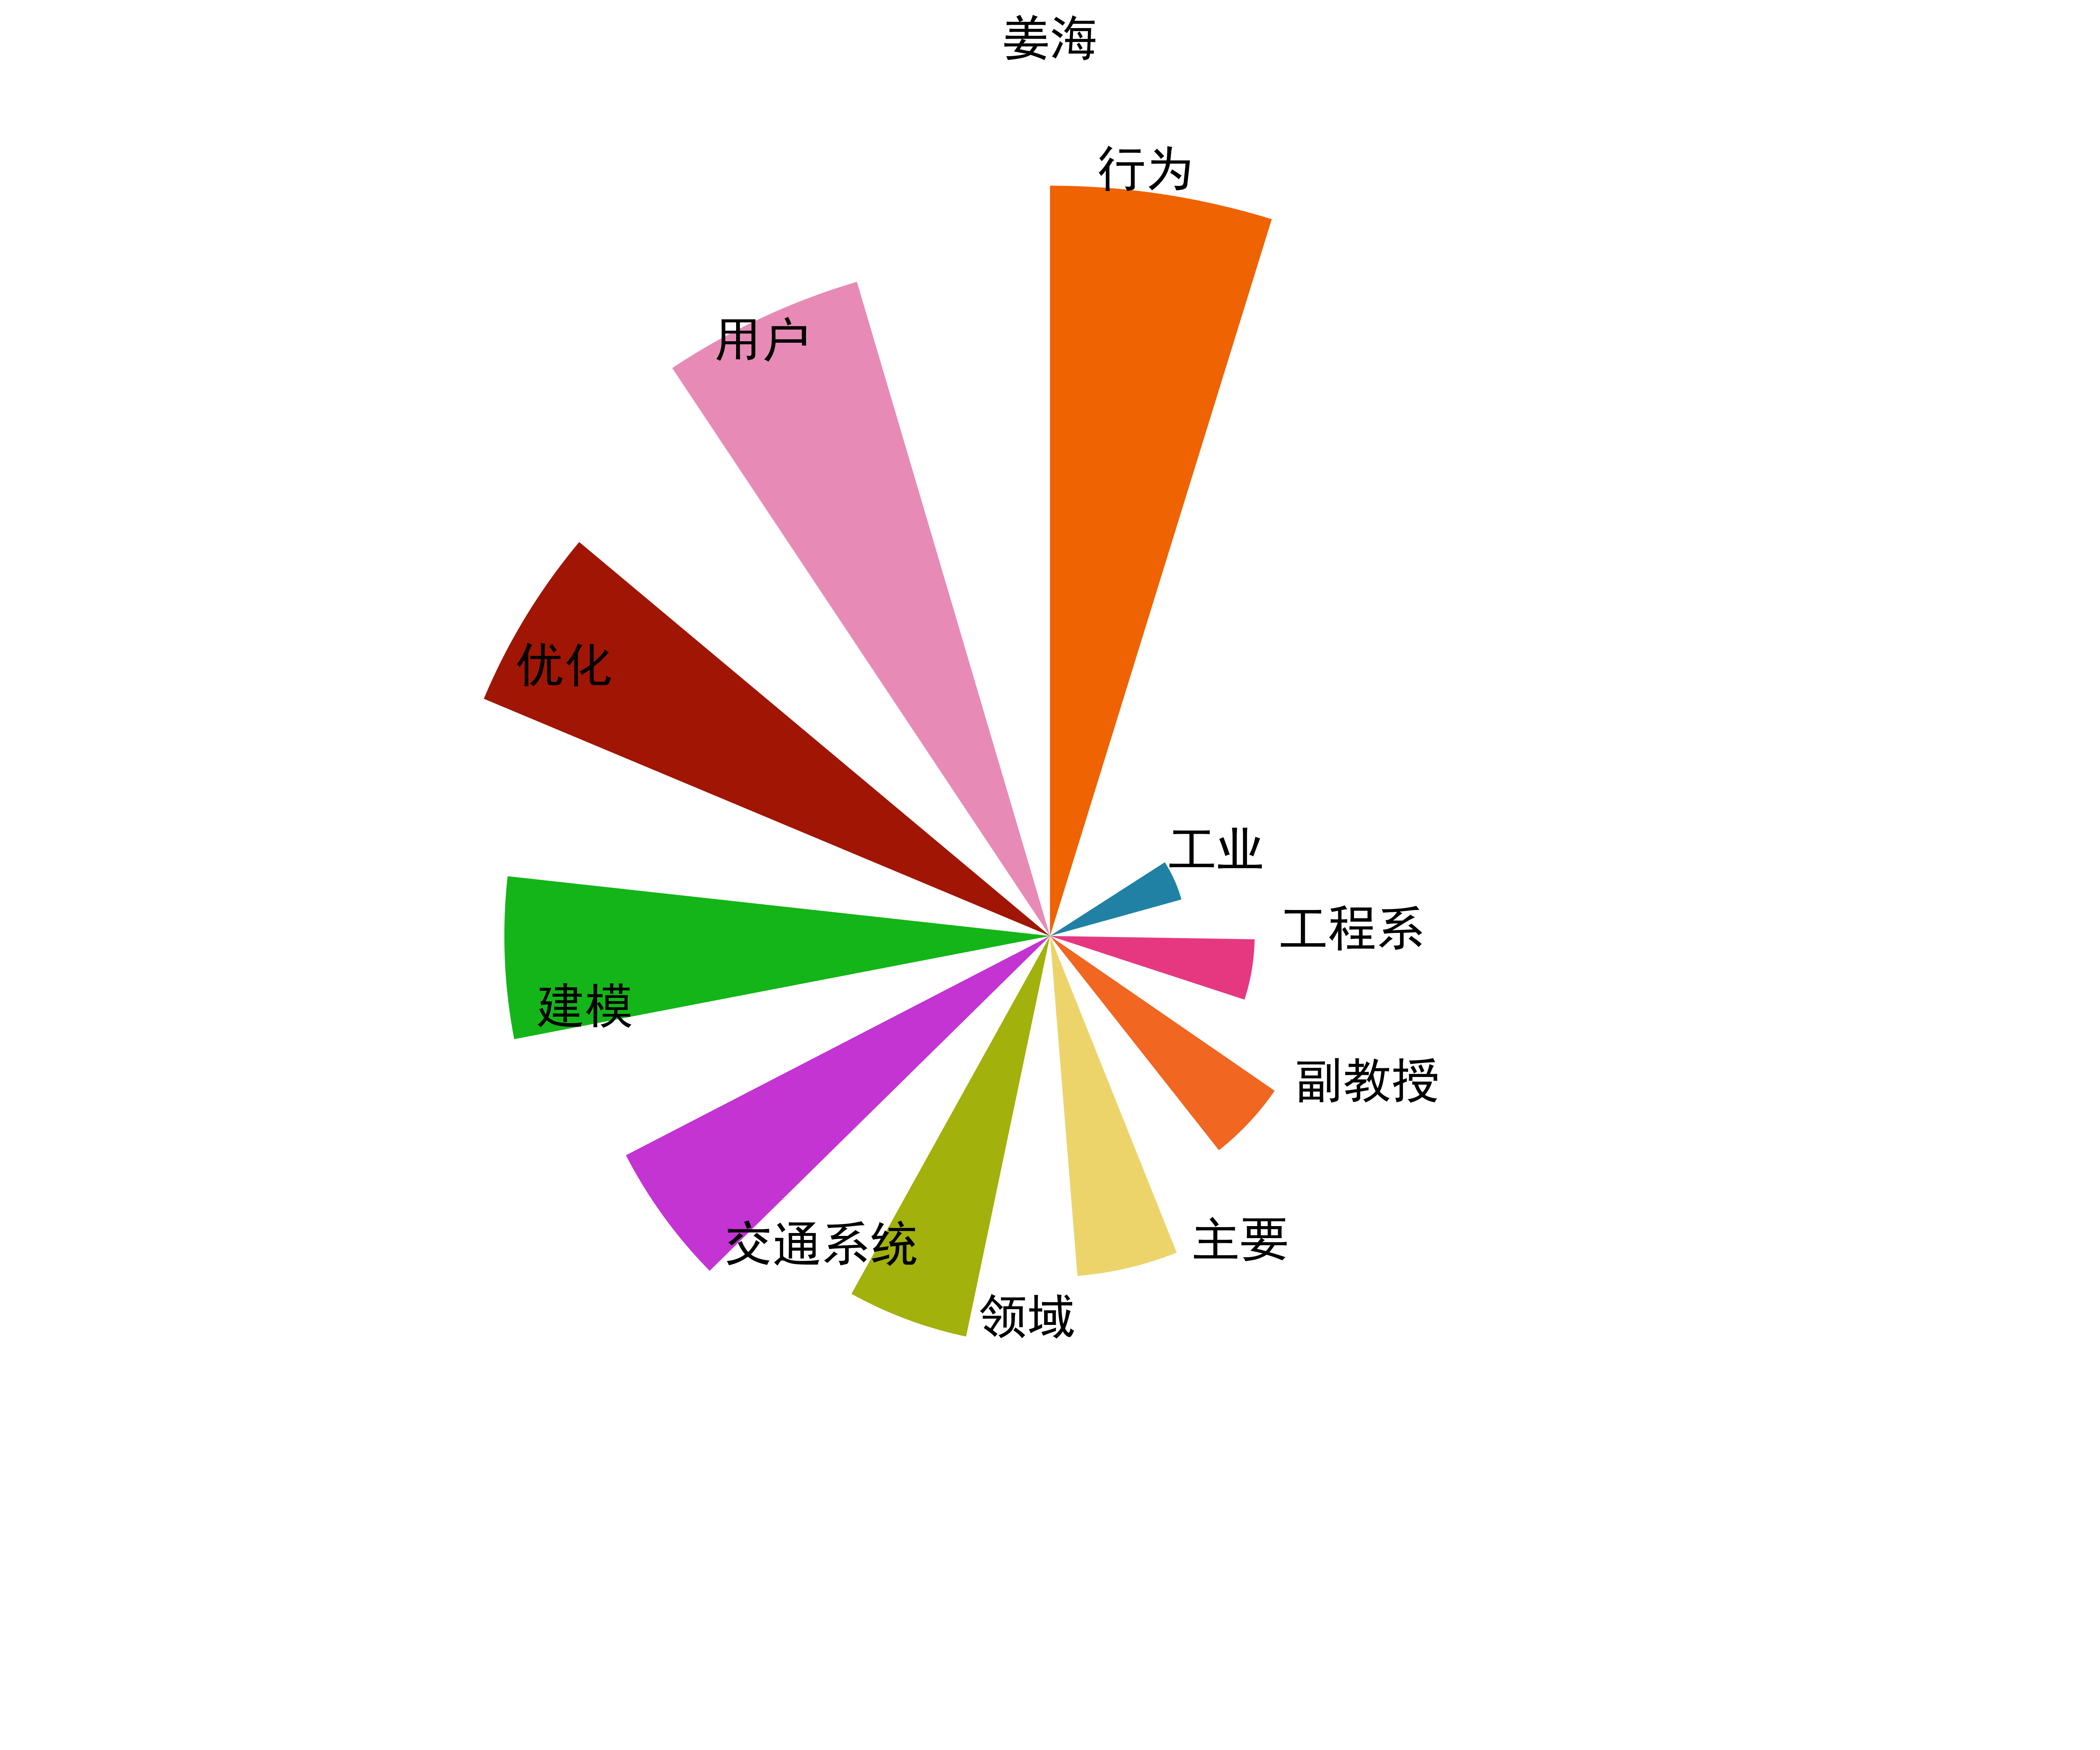 姜海
行为
用户
优化
工业
工程系
建模
副教授
主要
交通系统
领域